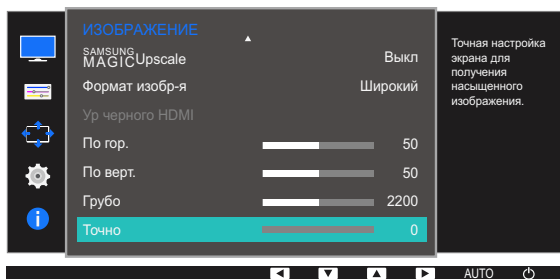 ИЗОБРАЖЕНИЕ
SAMSUNG
MAGIC Upscale Выкл
Формат изобр-я Широкий
Ур черного HDMI
По гор. 50
По верт. 50
Грубо 2200
Точно 0
Точная настройка
экрана для
получения
насыщенного
изображения.
AUTO